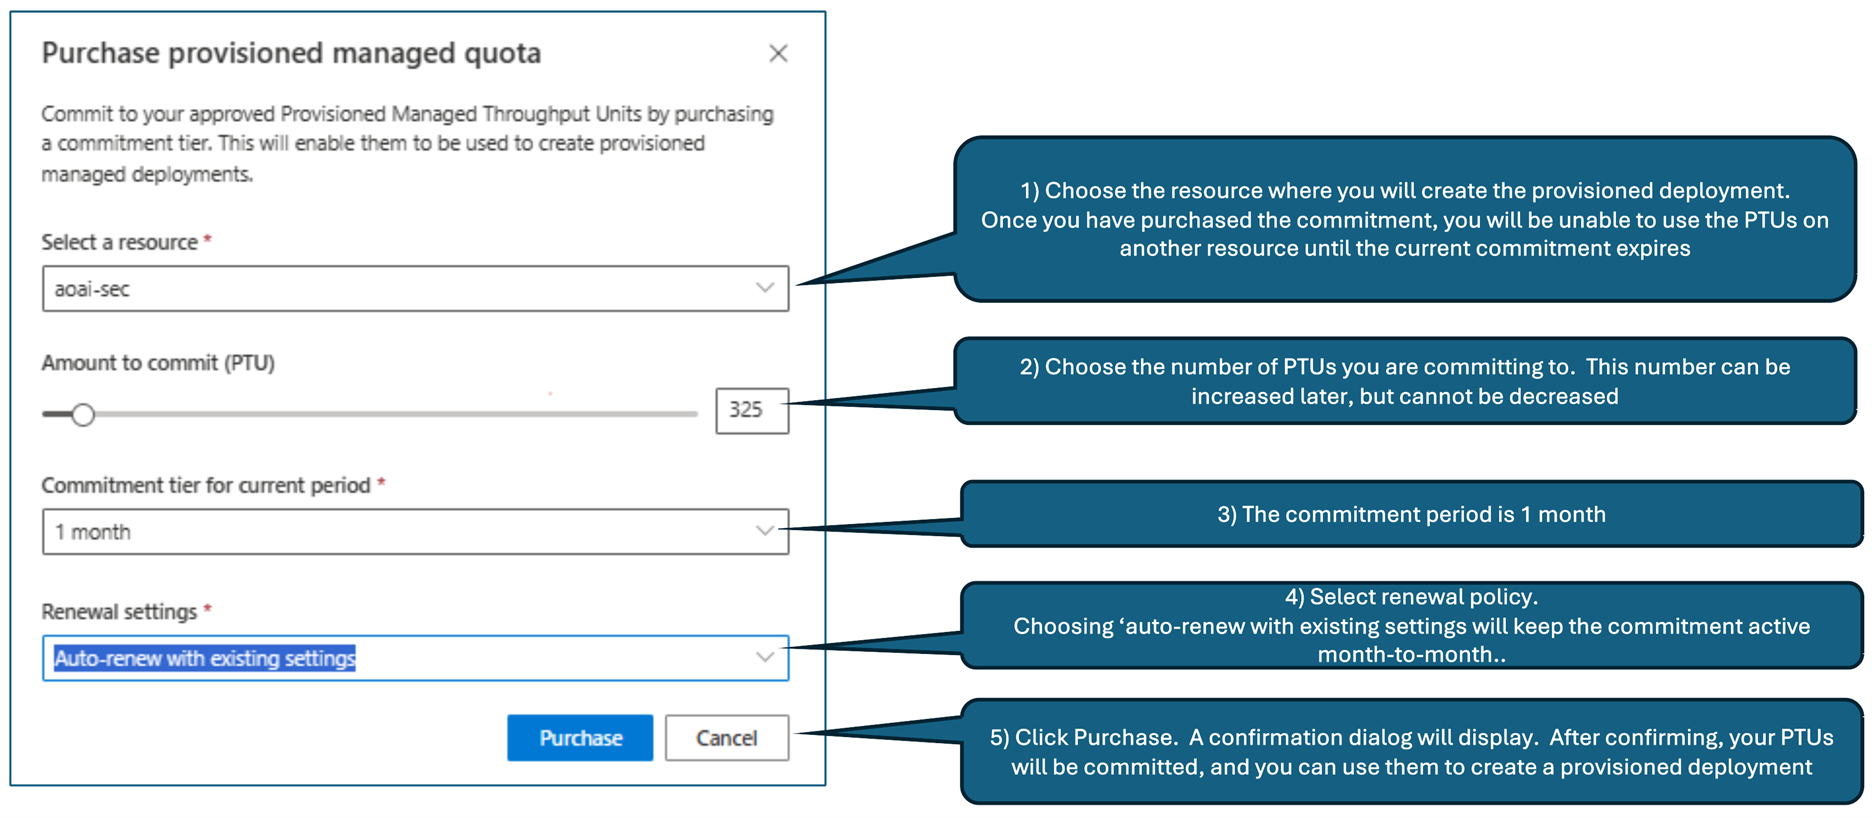 Purchase provisioned managed quota
Commit to your approved Provisioned Managed Throughput Units by purchasing
a commitment tier. This will enable them to be used to create provisioned
managed deployments.
Select a resource *
aoai-sec
Amount to commit (PTU)
325
Commitment tier for current period *
1 month
Renewal settings *
Auto-renew with existing settings
Purchase
Cancel
1) Choose the resource where you will create the provisioned deployment.
Once you have purchased the commitment, you will be unable to use the PTUs on
another resource until the current commitment expires
2) Choose the number of PTUs you are committing to.  This number can be
increased later, but cannot be decreased
3) The commitment period is 1 month
4) Select renewal policy.
Choosing ‘auto-renew with existing settings will keep the commitment active
month-to-month..
5) Click Purchase.  A confirmation dialog will display.  After confirming, your PTUs
will be committed, and you can use them to create a provisioned deployment